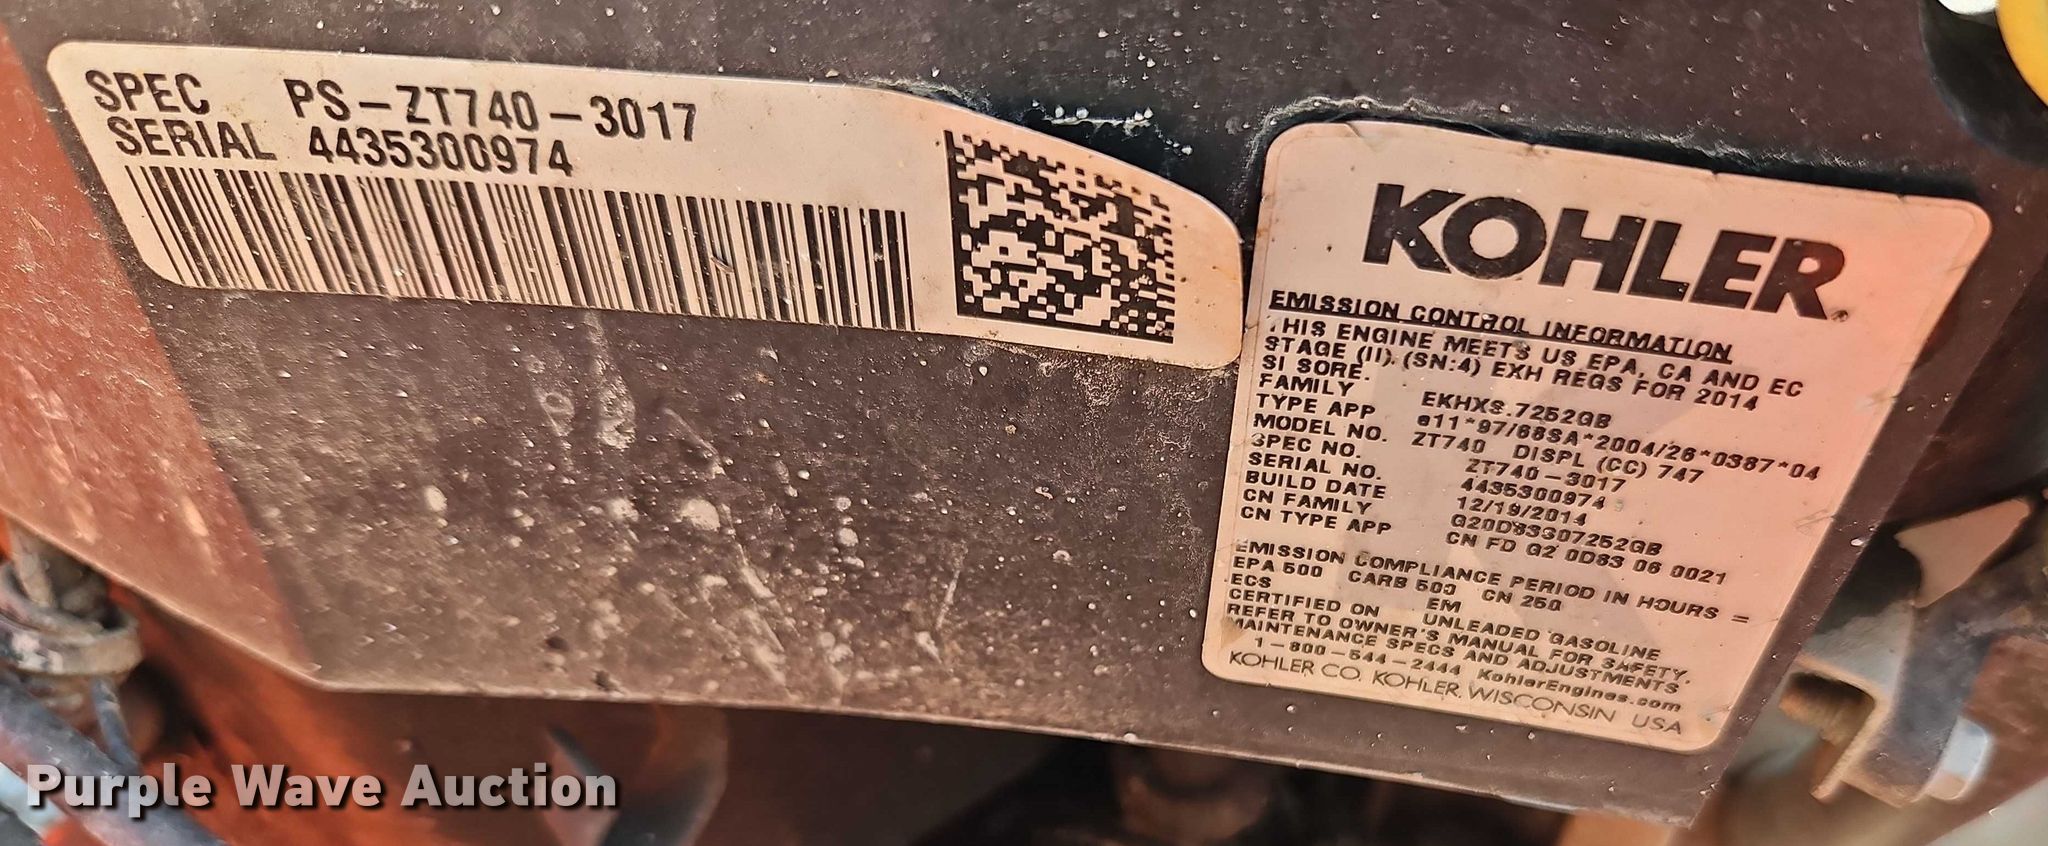 SPEC PS-ZT740-3017
SERIAL 4435300974
KOHLER®
EMISSION CONTROL INFORMATION
THIS ENGINE MEETS US EPA, CA AND EC
STAGE (II), (SN:4) EXH REGS FOR 2014
SI SORE.
FAMILY EKHXS.7252GB
TYPE APP e11*97/68SA*2004/26*0387*04
MODEL NO. ZT740 DISPL (CC) 747
SPEC NO. ZT740-3017
SERIAL NO. 4435300974
BUILD DATE 12/19/2014
CN FAMILY G20D83307252GB
CN TYPE APP CN FD G2 0D83 06 0021
EMISSION COMPLIANCE PERIOD IN HOURS =
EPA 500 CARB 500 CN 250
ECS EM
CERTIFIED ON UNLEADED GASOLINE
REFER TO OWNER'S MANUAL FOR SAFETY,
MAINTENANCE SPECS AND ADJUSTMENTS
1-800-544-2444 KohlerEngines.com
KOHLER CO. KOHLER, WISCONSIN USA
Purple Wave Auction